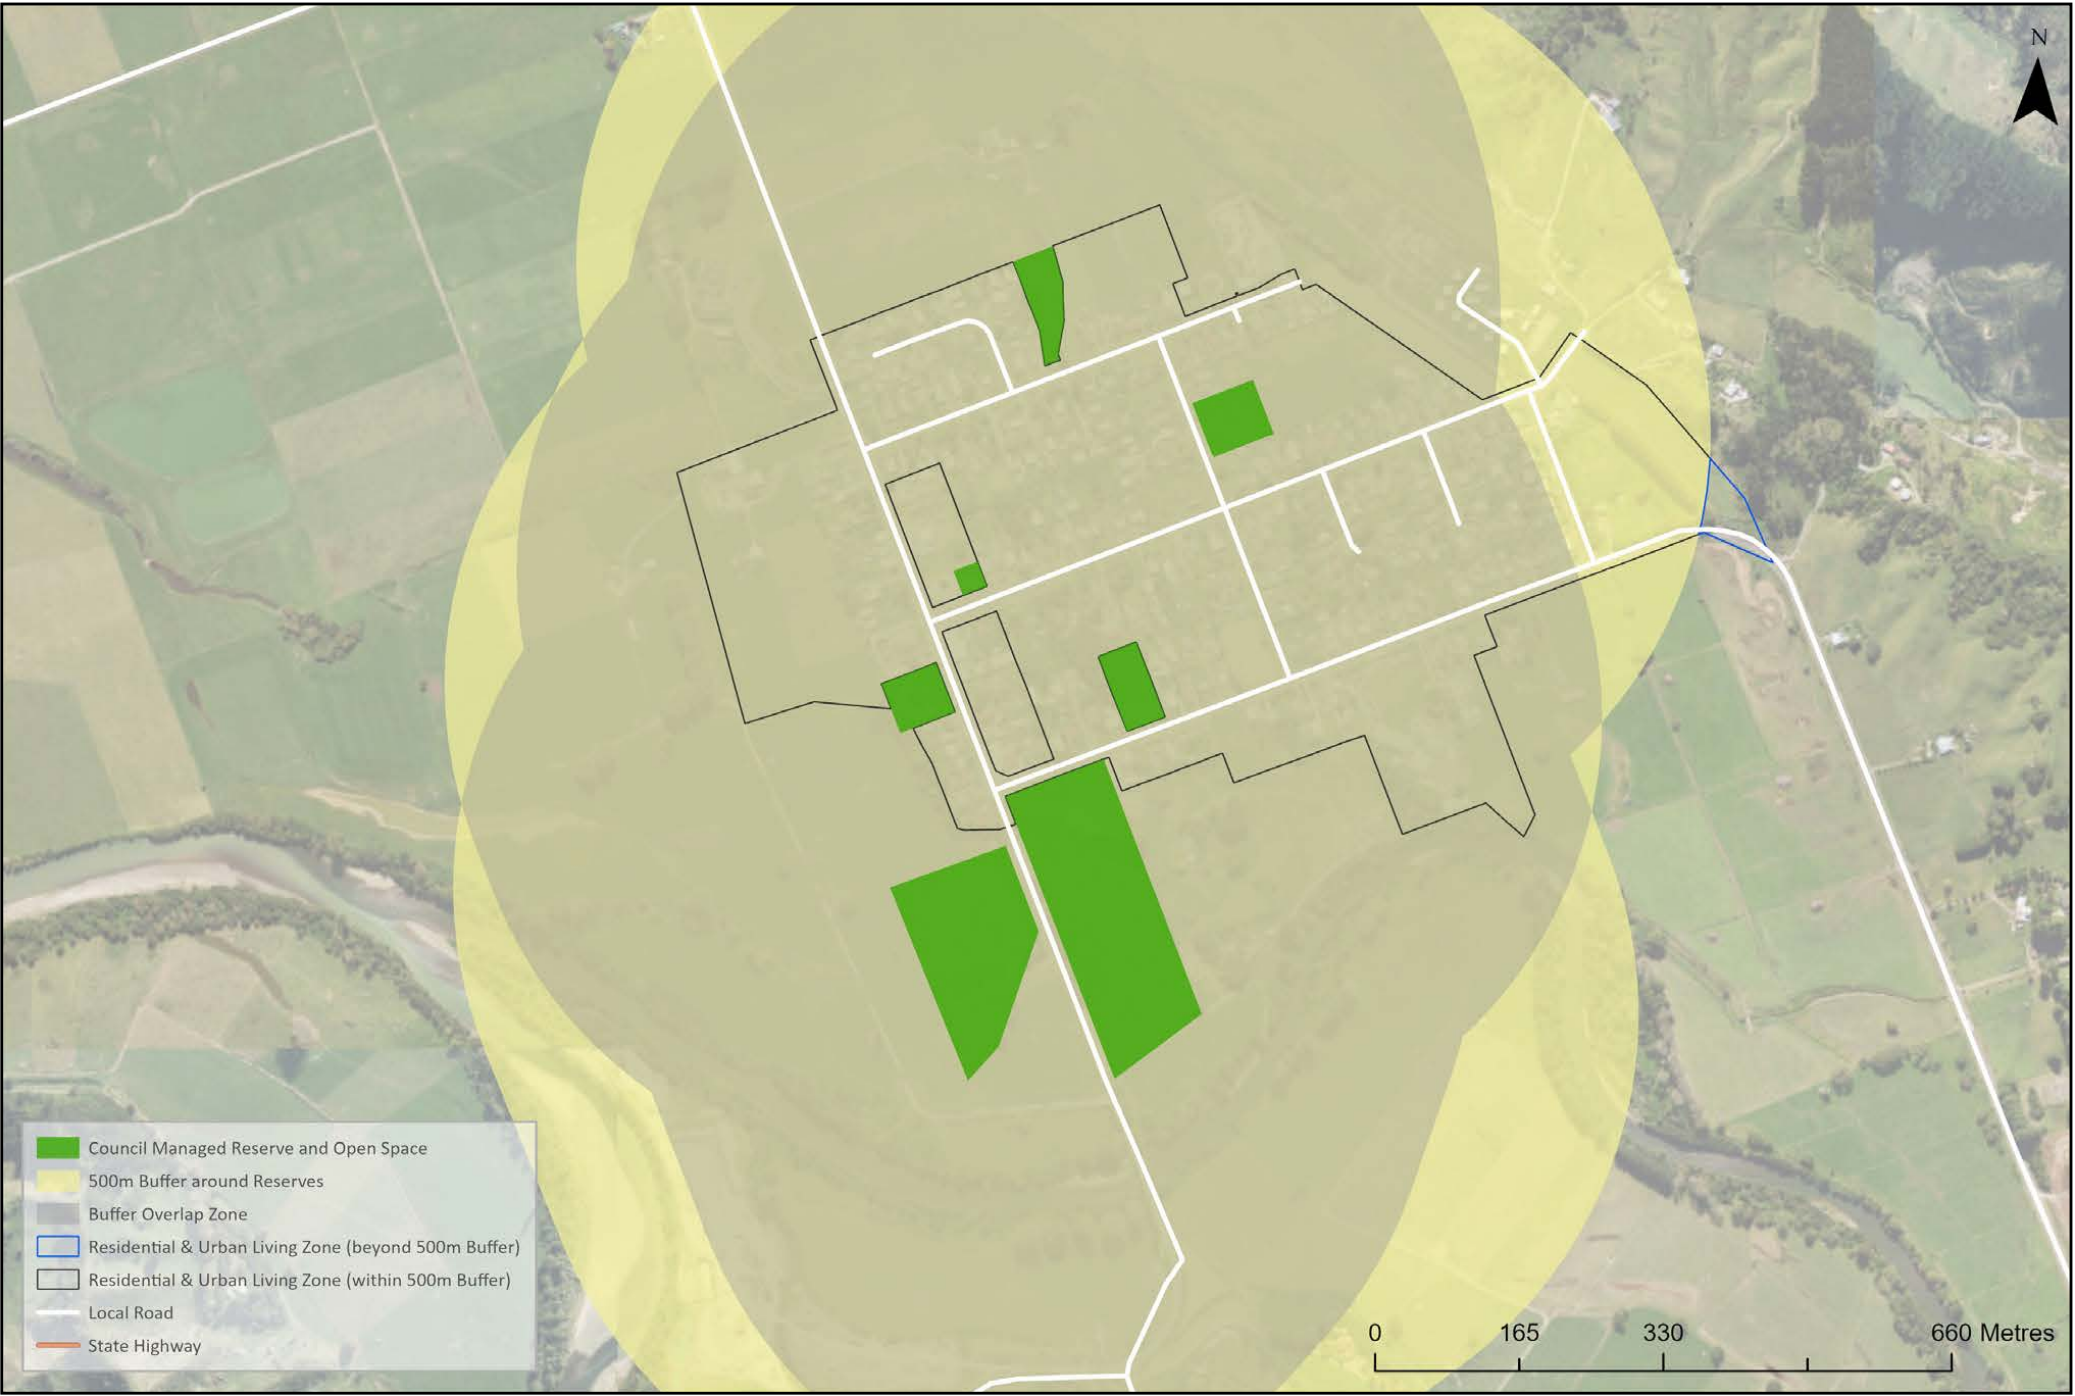 N
Council Managed Reserve and Open Space
500m Buffer around Reserves
Buffer Overlap Zone
Residential & Urban Living Zone (beyond 500m Buffer)
Residential & Urban Living Zone (within 500m Buffer)
Local Road
State Highway
0 165 330 660 Metres